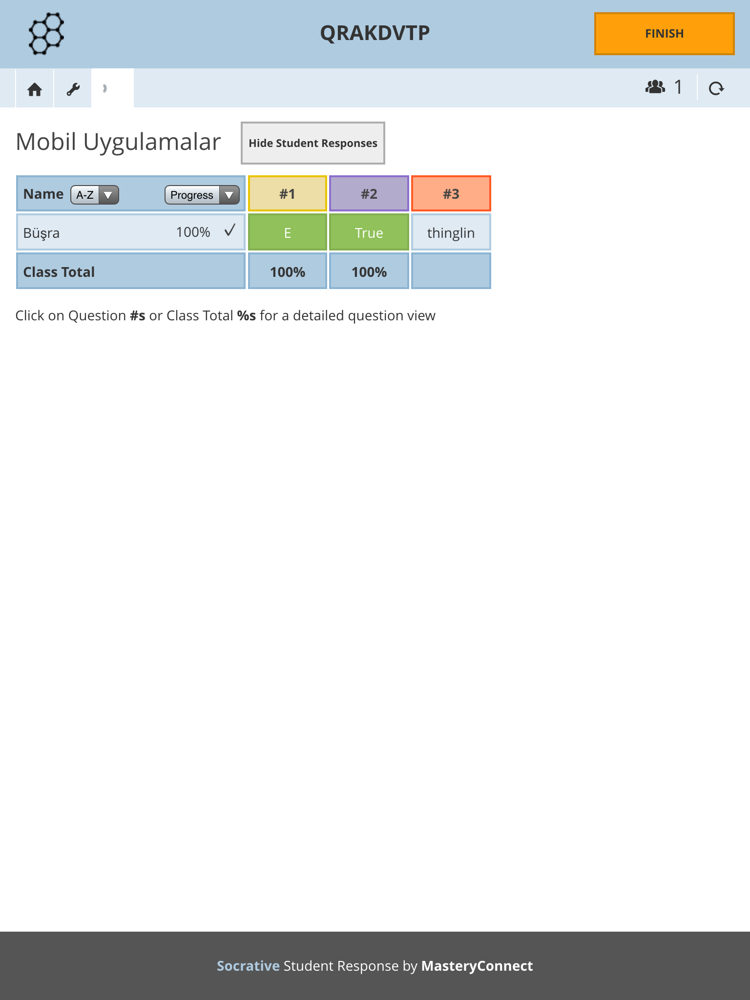 QRAKDVTP
FINISH
1
Mobil Uygulamalar
Hide Student Responses
Name A-Z Progress #1 #2 #3
Büşra 100% ✓ E True thinglin
Class Total 100% 100%
Click on Question #s or Class Total %s for a detailed question view
Socrative Student Response by MasteryConnect